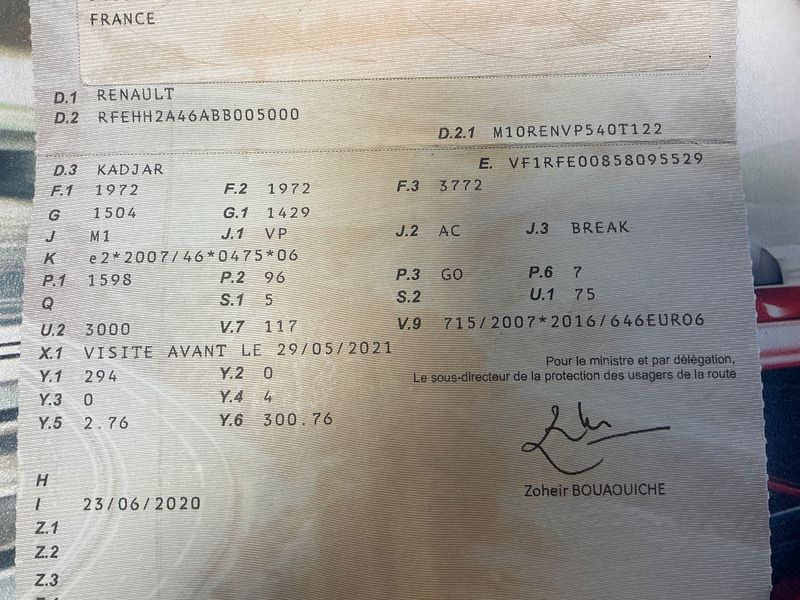 FRANCE
D.1 RENAULT
D.2 RFEHH2A46ABB005000
D.2.1 M10RENVP540T122
D.3 KADJAR E. VF1RFE00858095529
F.1 1972 F.2 1972 F.3 3772
G 1504 G.1 1429
J M1 J.1 VP J.2 AC J.3 BREAK
K e2*2007/46*0475*06
P.1 1598 P.2 96 P.3 GO P.6 7
Q S.1 5 S.2 U.1 75
U.2 3000 V.7 117 V.9 715/2007*2016/646EURO6
X.1 VISITE AVANT LE 29/05/2021
Pour le ministre et par délégation,
Y.1 294 Y.2 0 Le sous-directeur de la protection des usagers de la route
Y.3 0 Y.4 4
Y.5 2.76 Y.6 300.76
H
Zoheir BOUAOUICHE
I 23/06/2020
Z.1
Z.2
Z.3